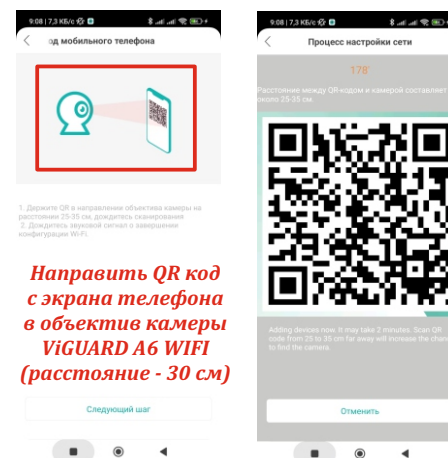 9:08 | 7,3 КБ/с
од мобильного телефона
1. Держите QR в направлении объектива камеры на
расстоянии 25-35 см, дождитесь сканирования
2. Дождитесь звуковой сигнал о завершении
конфигурации Wi-Fi.
Направить QR код
с экрана телефона
в объектив камеры
ViGUARD A6 WIFI
(расстояние - 30 см)
Следующий шаг
9:08 | 7,3 КБ/с
Процесс настройки сети
178"
Расстояние между QR-кодом и камерой составляет
около 25-35 см.
Adding devices now. It may take 2 minutes. Scan QR
code from 25 to 35 cm far away will increase the chanc
to find the camera.
Отменить